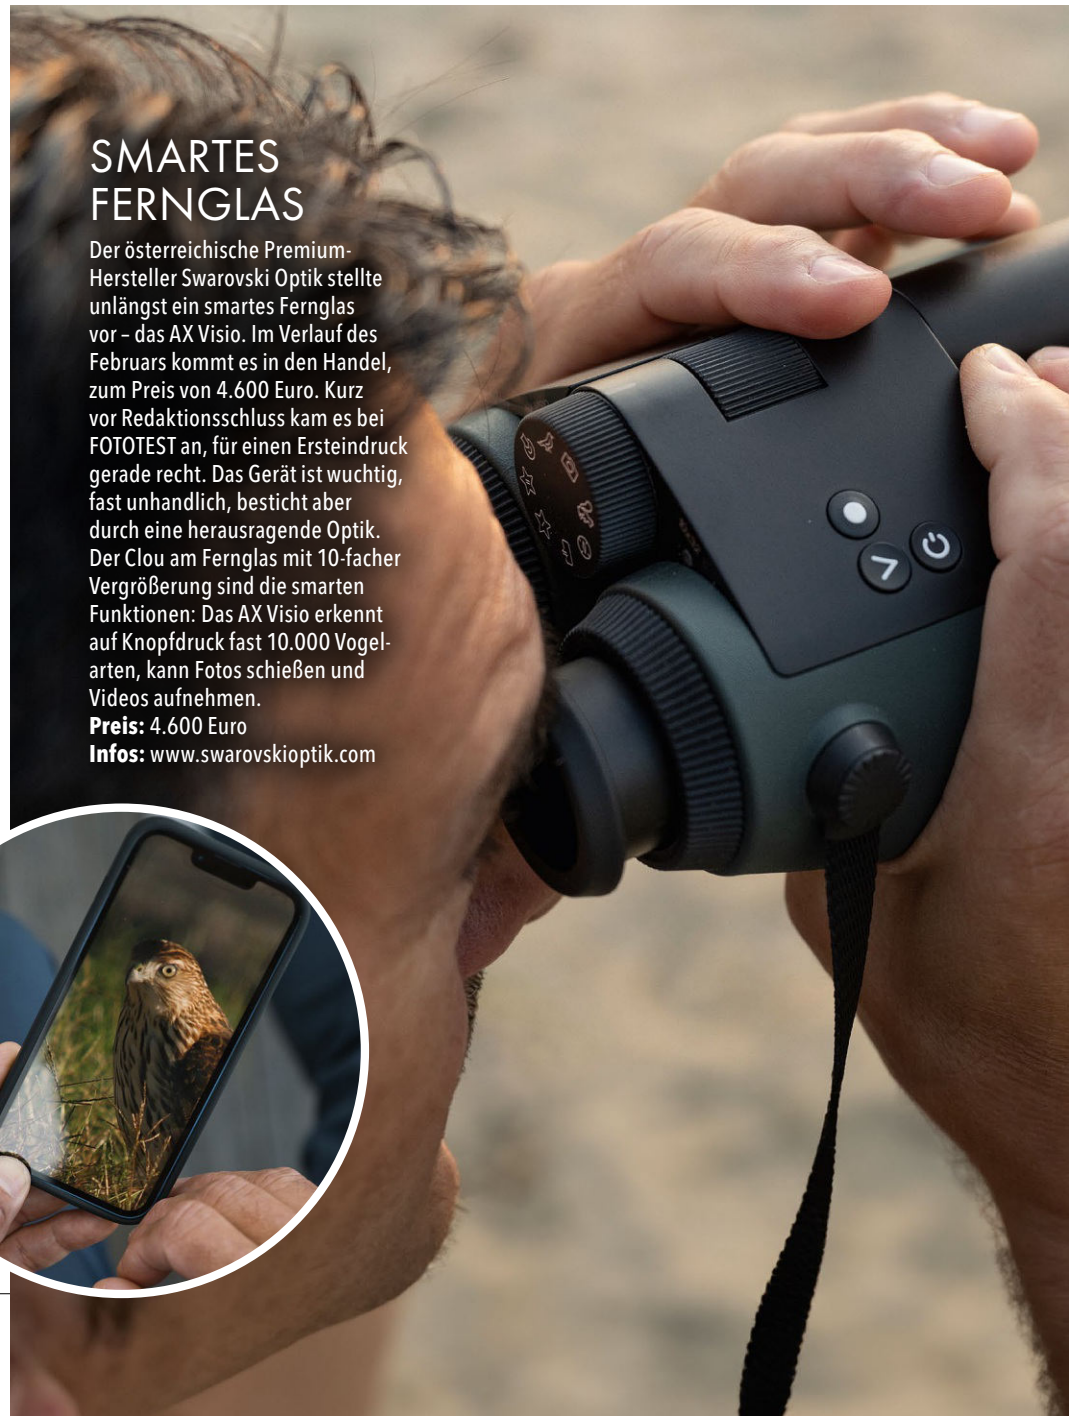 SMARTES
FERNGLAS
Der österreichische Premium-
Hersteller Swarovski Optik stellte
unlängst ein smartes Fernglas
vor – das AX Visio. Im Verlauf des
Februars kommt es in den Handel,
zum Preis von 4.600 Euro. Kurz
vor Redaktionsschluss kam es bei
FOTOTEST an, für einen Ersteindruck
gerade recht. Das Gerät ist wuchtig,
fast unhandlich, besticht aber
durch eine herausragende Optik.
Der Clou am Fernglas mit 10-facher
Vergrößerung sind die smarten
Funktionen: Das AX Visio erkennt
auf Knopfdruck fast 10.000 Vogel-
arten, kann Fotos schießen und
Videos aufnehmen.
Preis: 4.600 Euro
Infos: www.swarovskioptik.com